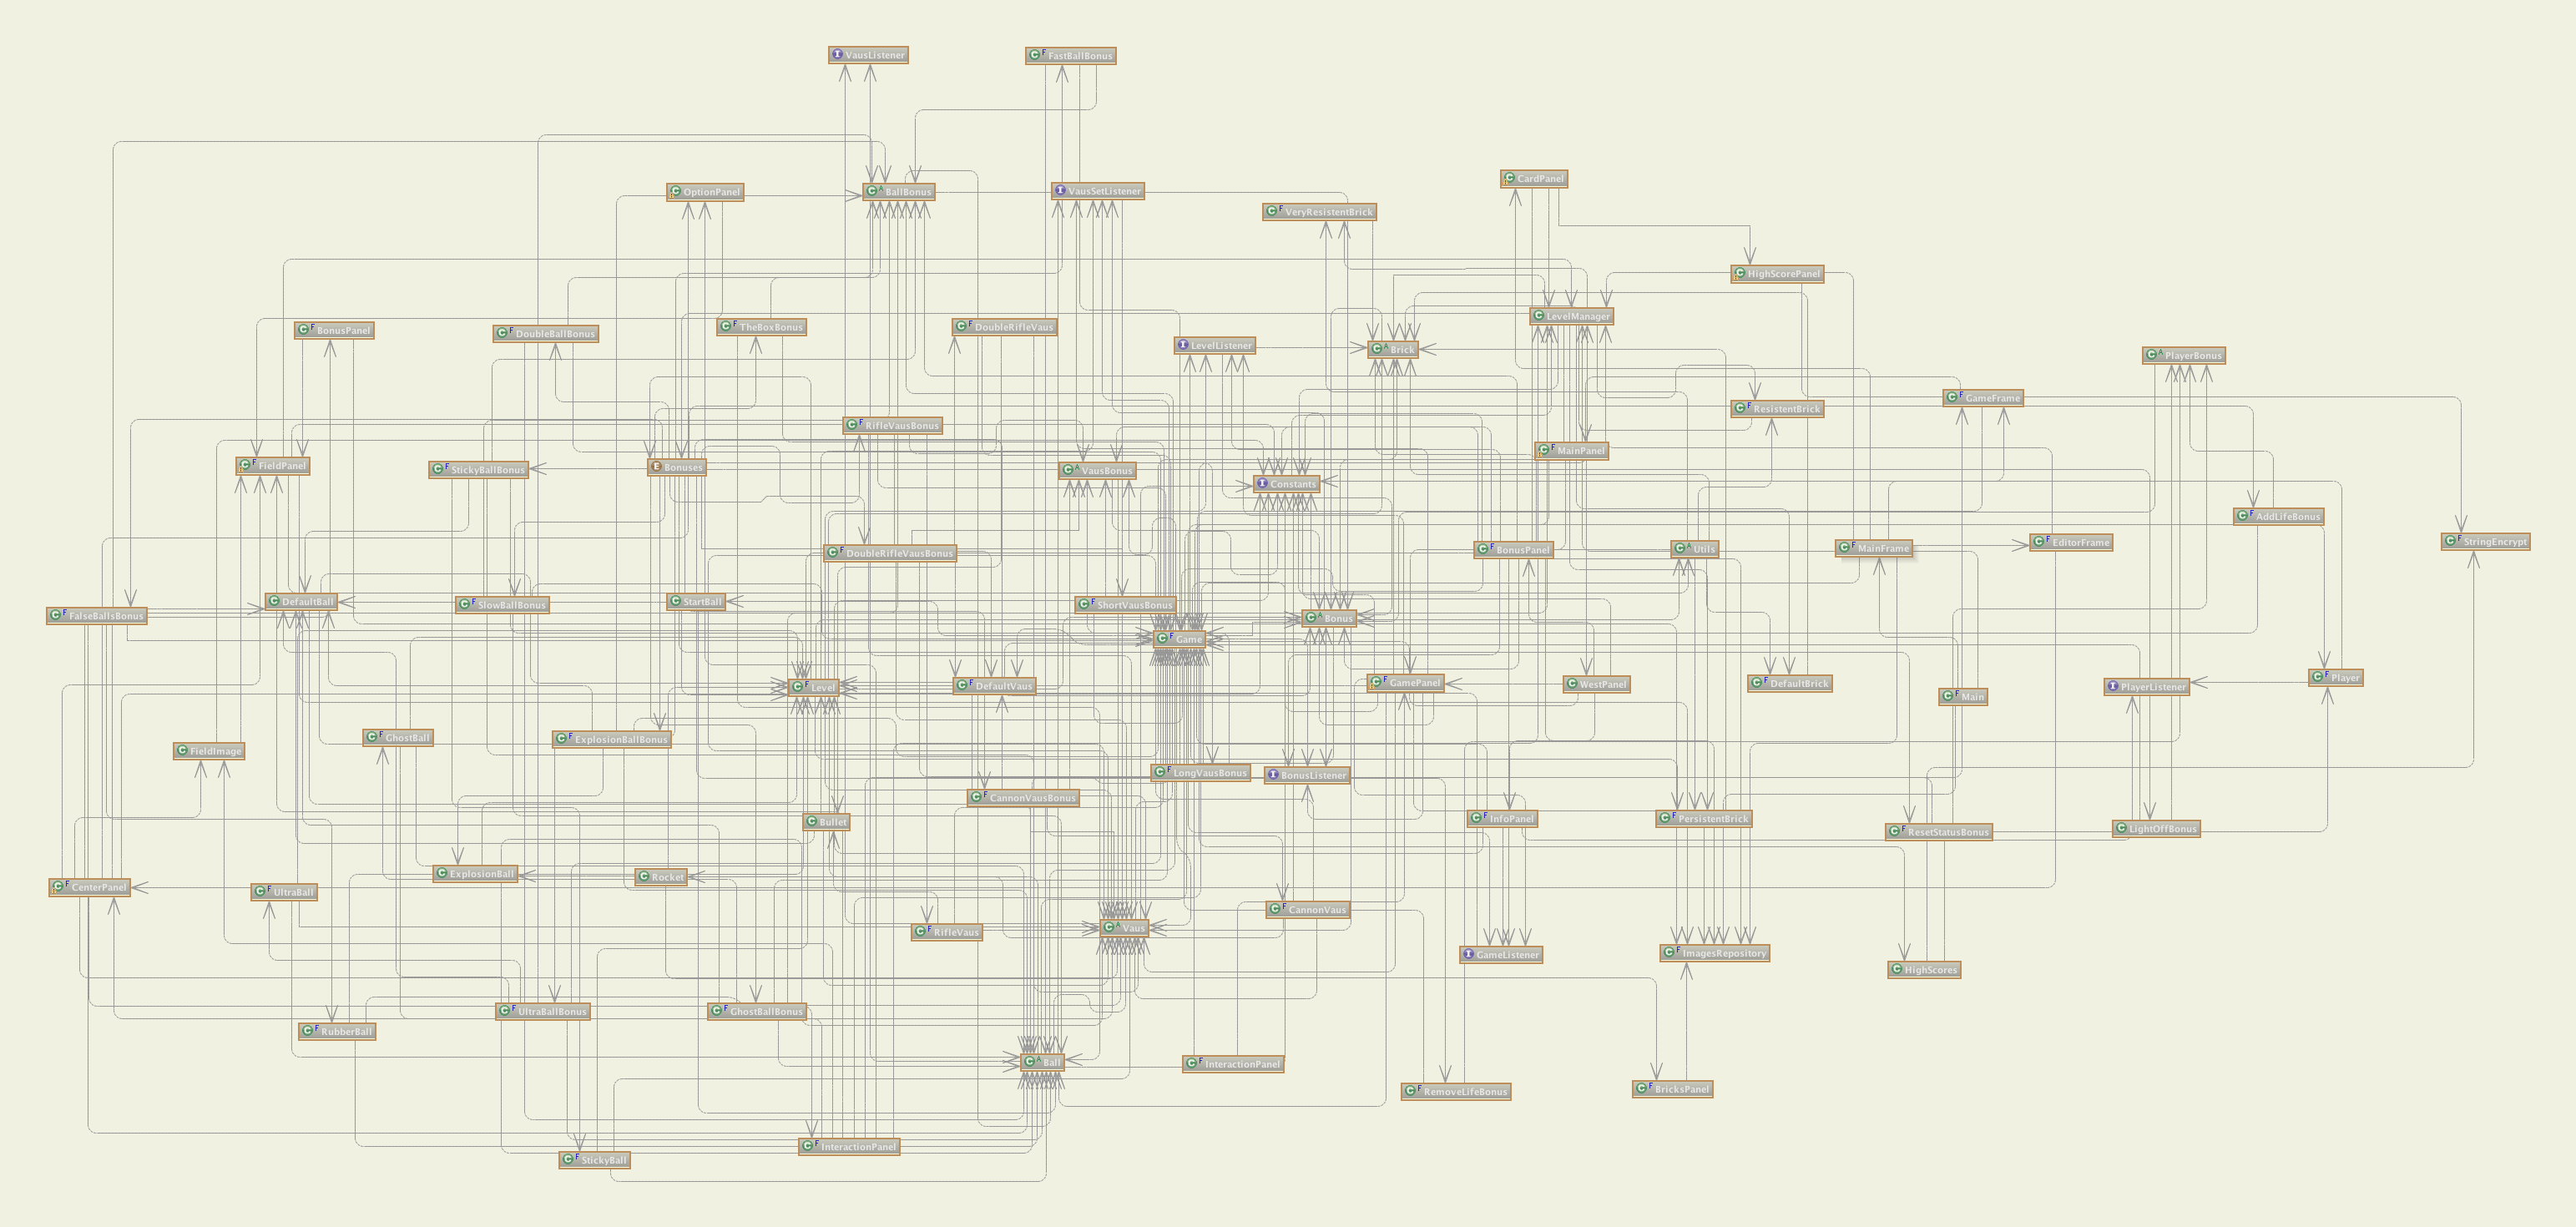 VausListener
FastBallBonus
CardPanel
OptionPanel
BallBonus
VausSetListener
VeryResistentBrick
HighScorePanel
LevelManager
BonusPanel
DoubleBallBonus
TheBoxBonus
DoubleRifleVaus
LevelListener
Brick
PlayerBonus
GameFrame
ResistentBrick
RifleVausBonus
MainPanel
FieldPanel
StickyBallBonus
Bonuses
VausBonus
Constants
AddLifeBonus
StringEncrypt
DoubleRifleVausBonus
BonusPanel
Utils
MainFrame
EditorFrame
FalseBallsBonus
DefaultBall
SlowBallBonus
StartBall
ShortVausBonus
Bonus
Game
Level
DefaultVaus
GamePanel
WestPanel
DefaultBrick
Main
PlayerListener
Player
FieldImage
GhostBall
ExplosionBallBonus
LongVausBonus
BonusListener
CannonVausBonus
Bullet
InfoPanel
PersistentBrick
ResetStatusBonus
LightOffBonus
CenterPanel
UltraBall
ExplosionBall
Rocket
CannonVaus
RifleVaus
Vaus
GameListener
ImagesRepository
HighScores
RubberBall
UltraBallBonus
GhostBallBonus
Ball
InteractionPanel
RemoveLifeBonus
BricksPanel
StickyBall
InteractionPanel